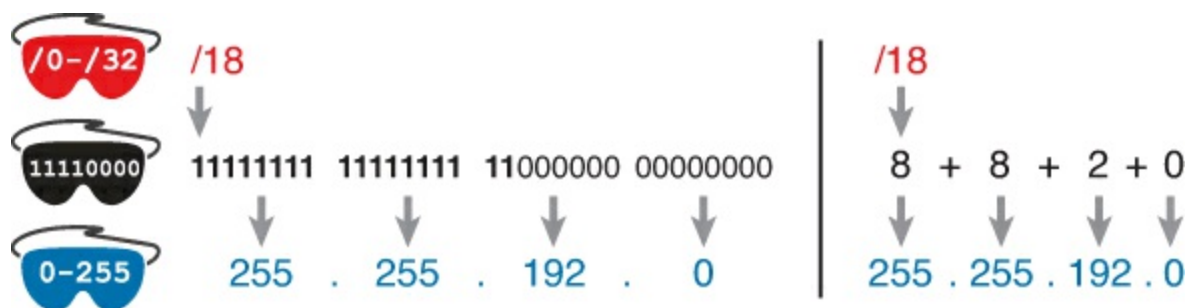 /0-/32 /18 /18
11110000 11111111 11111111 11000000 00000000 8 + 8 + 2 + 0
0-255 255 . 255 . 192 . 0 255 . 255 . 192 . 0